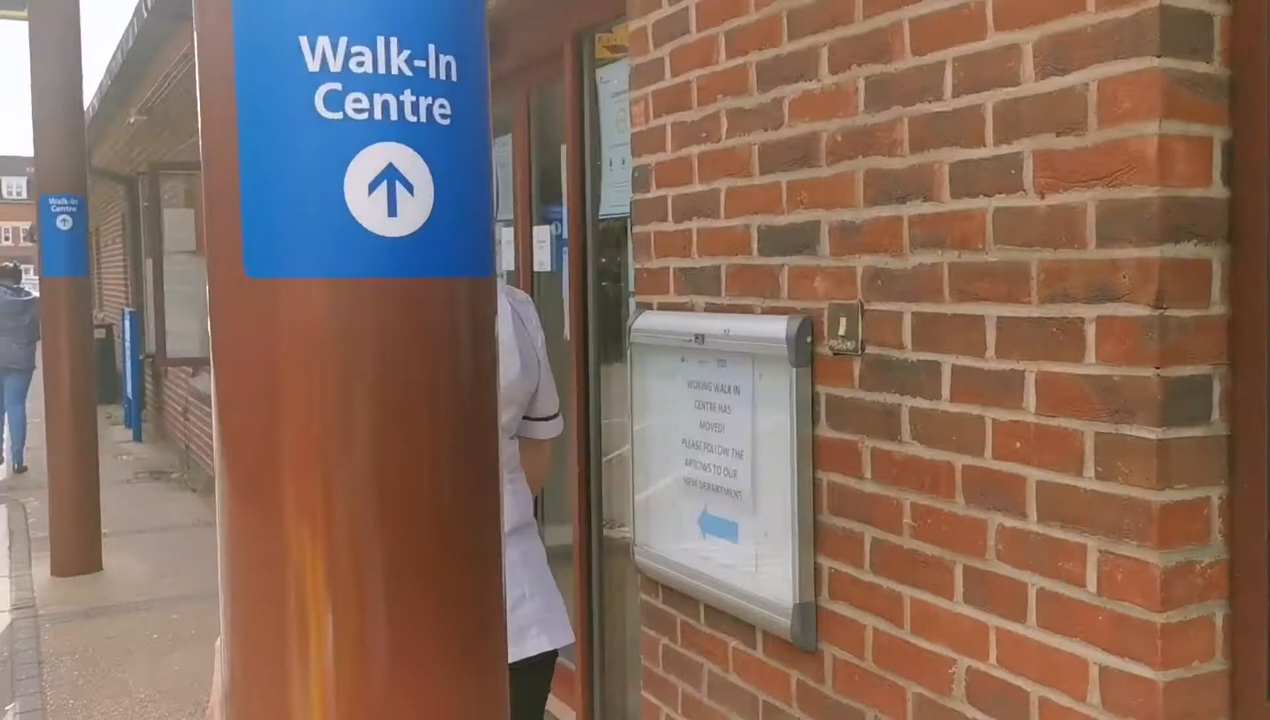 Walk-In
Centre
Walk-In
Centre
WOKING WALK IN
CENTRE HAS
MOVED!
PLEASE FOLLOW THE
ARROWS TO OUR
NEW DEPARTMENT